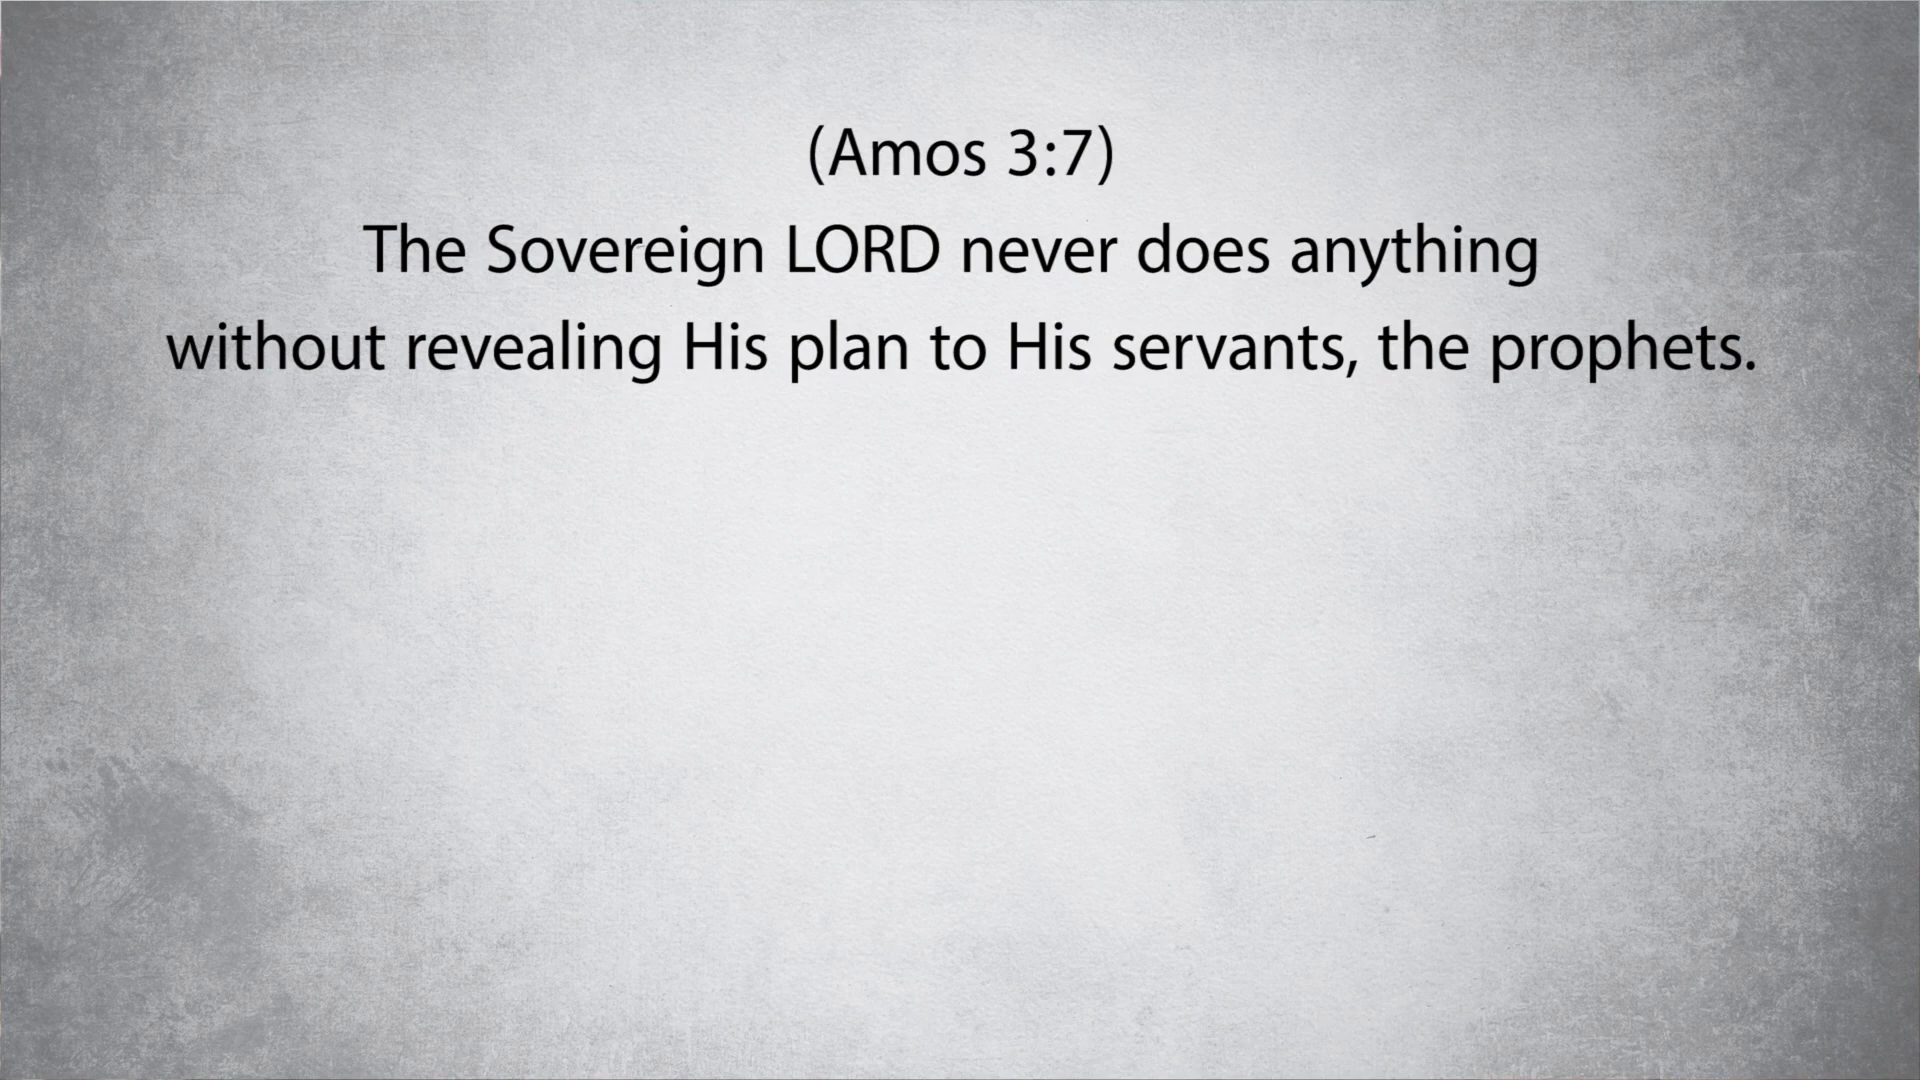 (Amos 3:7)
The Sovereign LORD never does anything
without revealing His plan to His servants, the prophets.